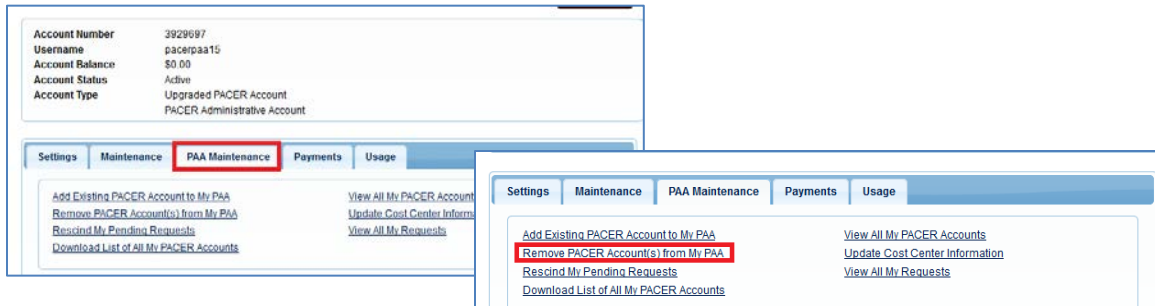 Account Number 3929697
Username pacerpaa15
Account Balance $0.00
Account Status Active
Account Type Upgraded PACER Account
PACER Administrative Account
Settings Maintenance PAA Maintenance Payments Usage
Add Existing PACER Account to My PAA View All My PACER Account
Remove PACER Account(s) from My PAA Update Cost Center Informa
Rescind My Pending Requests View All My Requests
Download List of All My PACER Accounts
Settings Maintenance PAA Maintenance Payments Usage
Add Existing PACER Account to My PAA View All My PACER Accounts
Remove PACER Account(s) from My PAA Update Cost Center Information
Rescind My Pending Requests View All My Requests
Download List of All My PACER Accounts